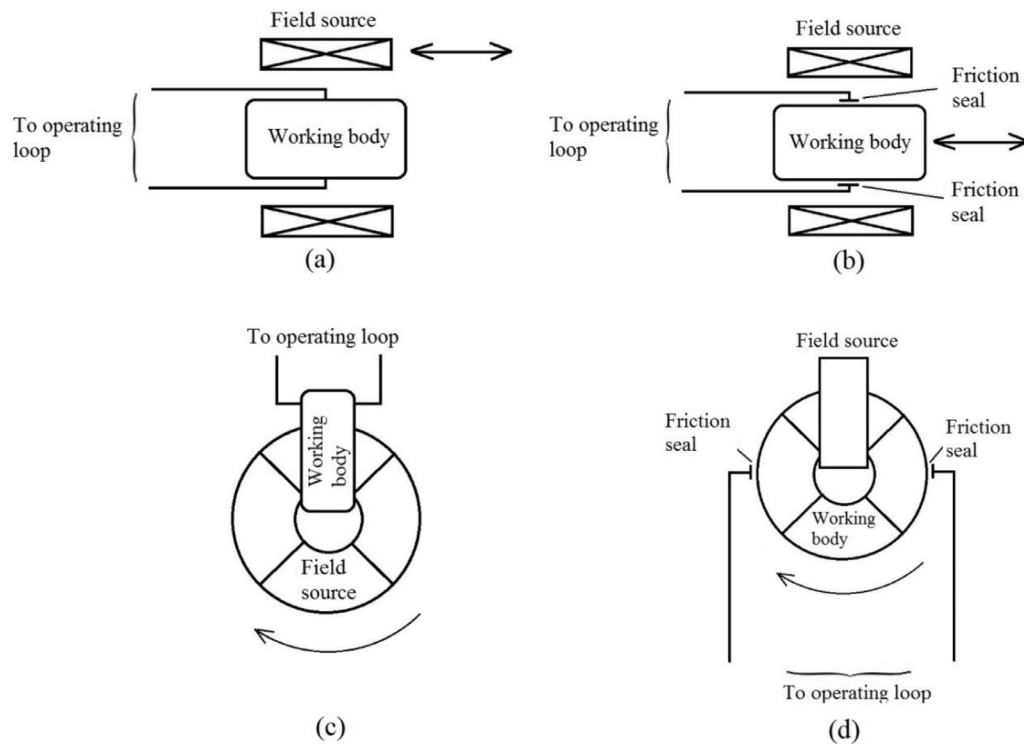 Field source
To operating
loop
Working body
(a)
Field source
Friction
seal
To operating
loop
Working body
Friction
seal
(b)
To operating loop
Working
body
Field
source
(c)
Field source
Friction
seal
Friction
seal
Working
body
To operating loop
(d)